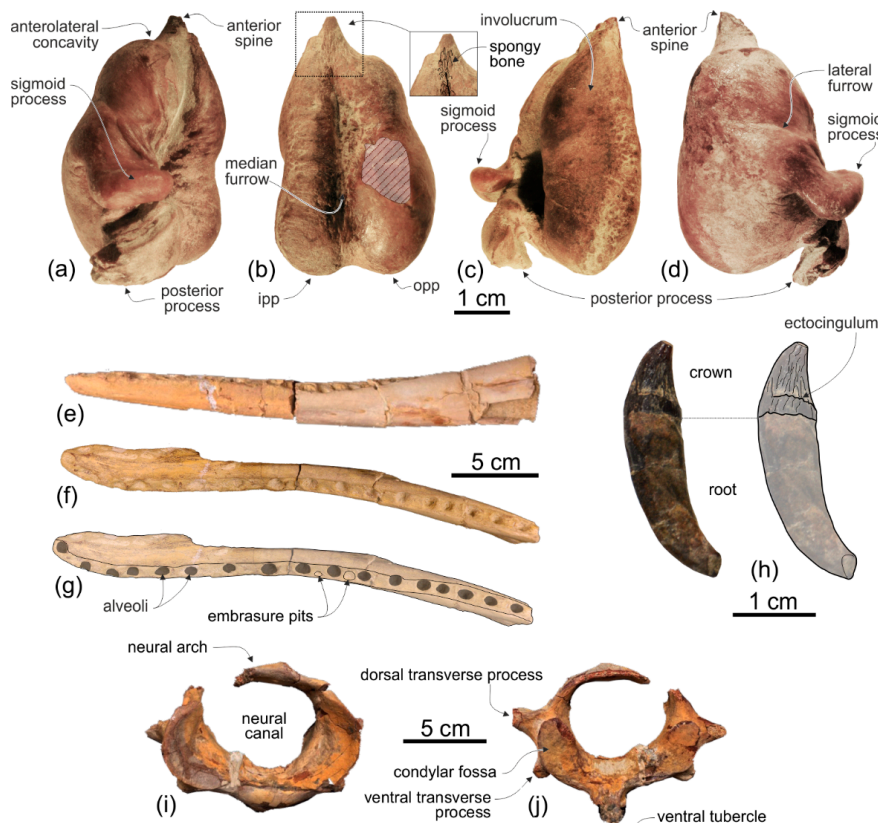 anterolateral
concavity
anterior
spine
sigmoid
process
posterior
process
(a)
spongy
bone
median
furrow
(b)
ipp
opp
involucrum
sigmoid
process
(c)
1 cm
posterior process
anterior
spine
lateral
furrow
sigmoid
process
(d)
(e)
5 cm
(f)
(g)
alveoli
embrasure pits
ectocingulum
crown
root
(h)
1 cm
neural arch
neural
canal
(i)
5 cm
dorsal transverse process
condylar fossa
ventral transverse
process
(j)
ventral tubercle